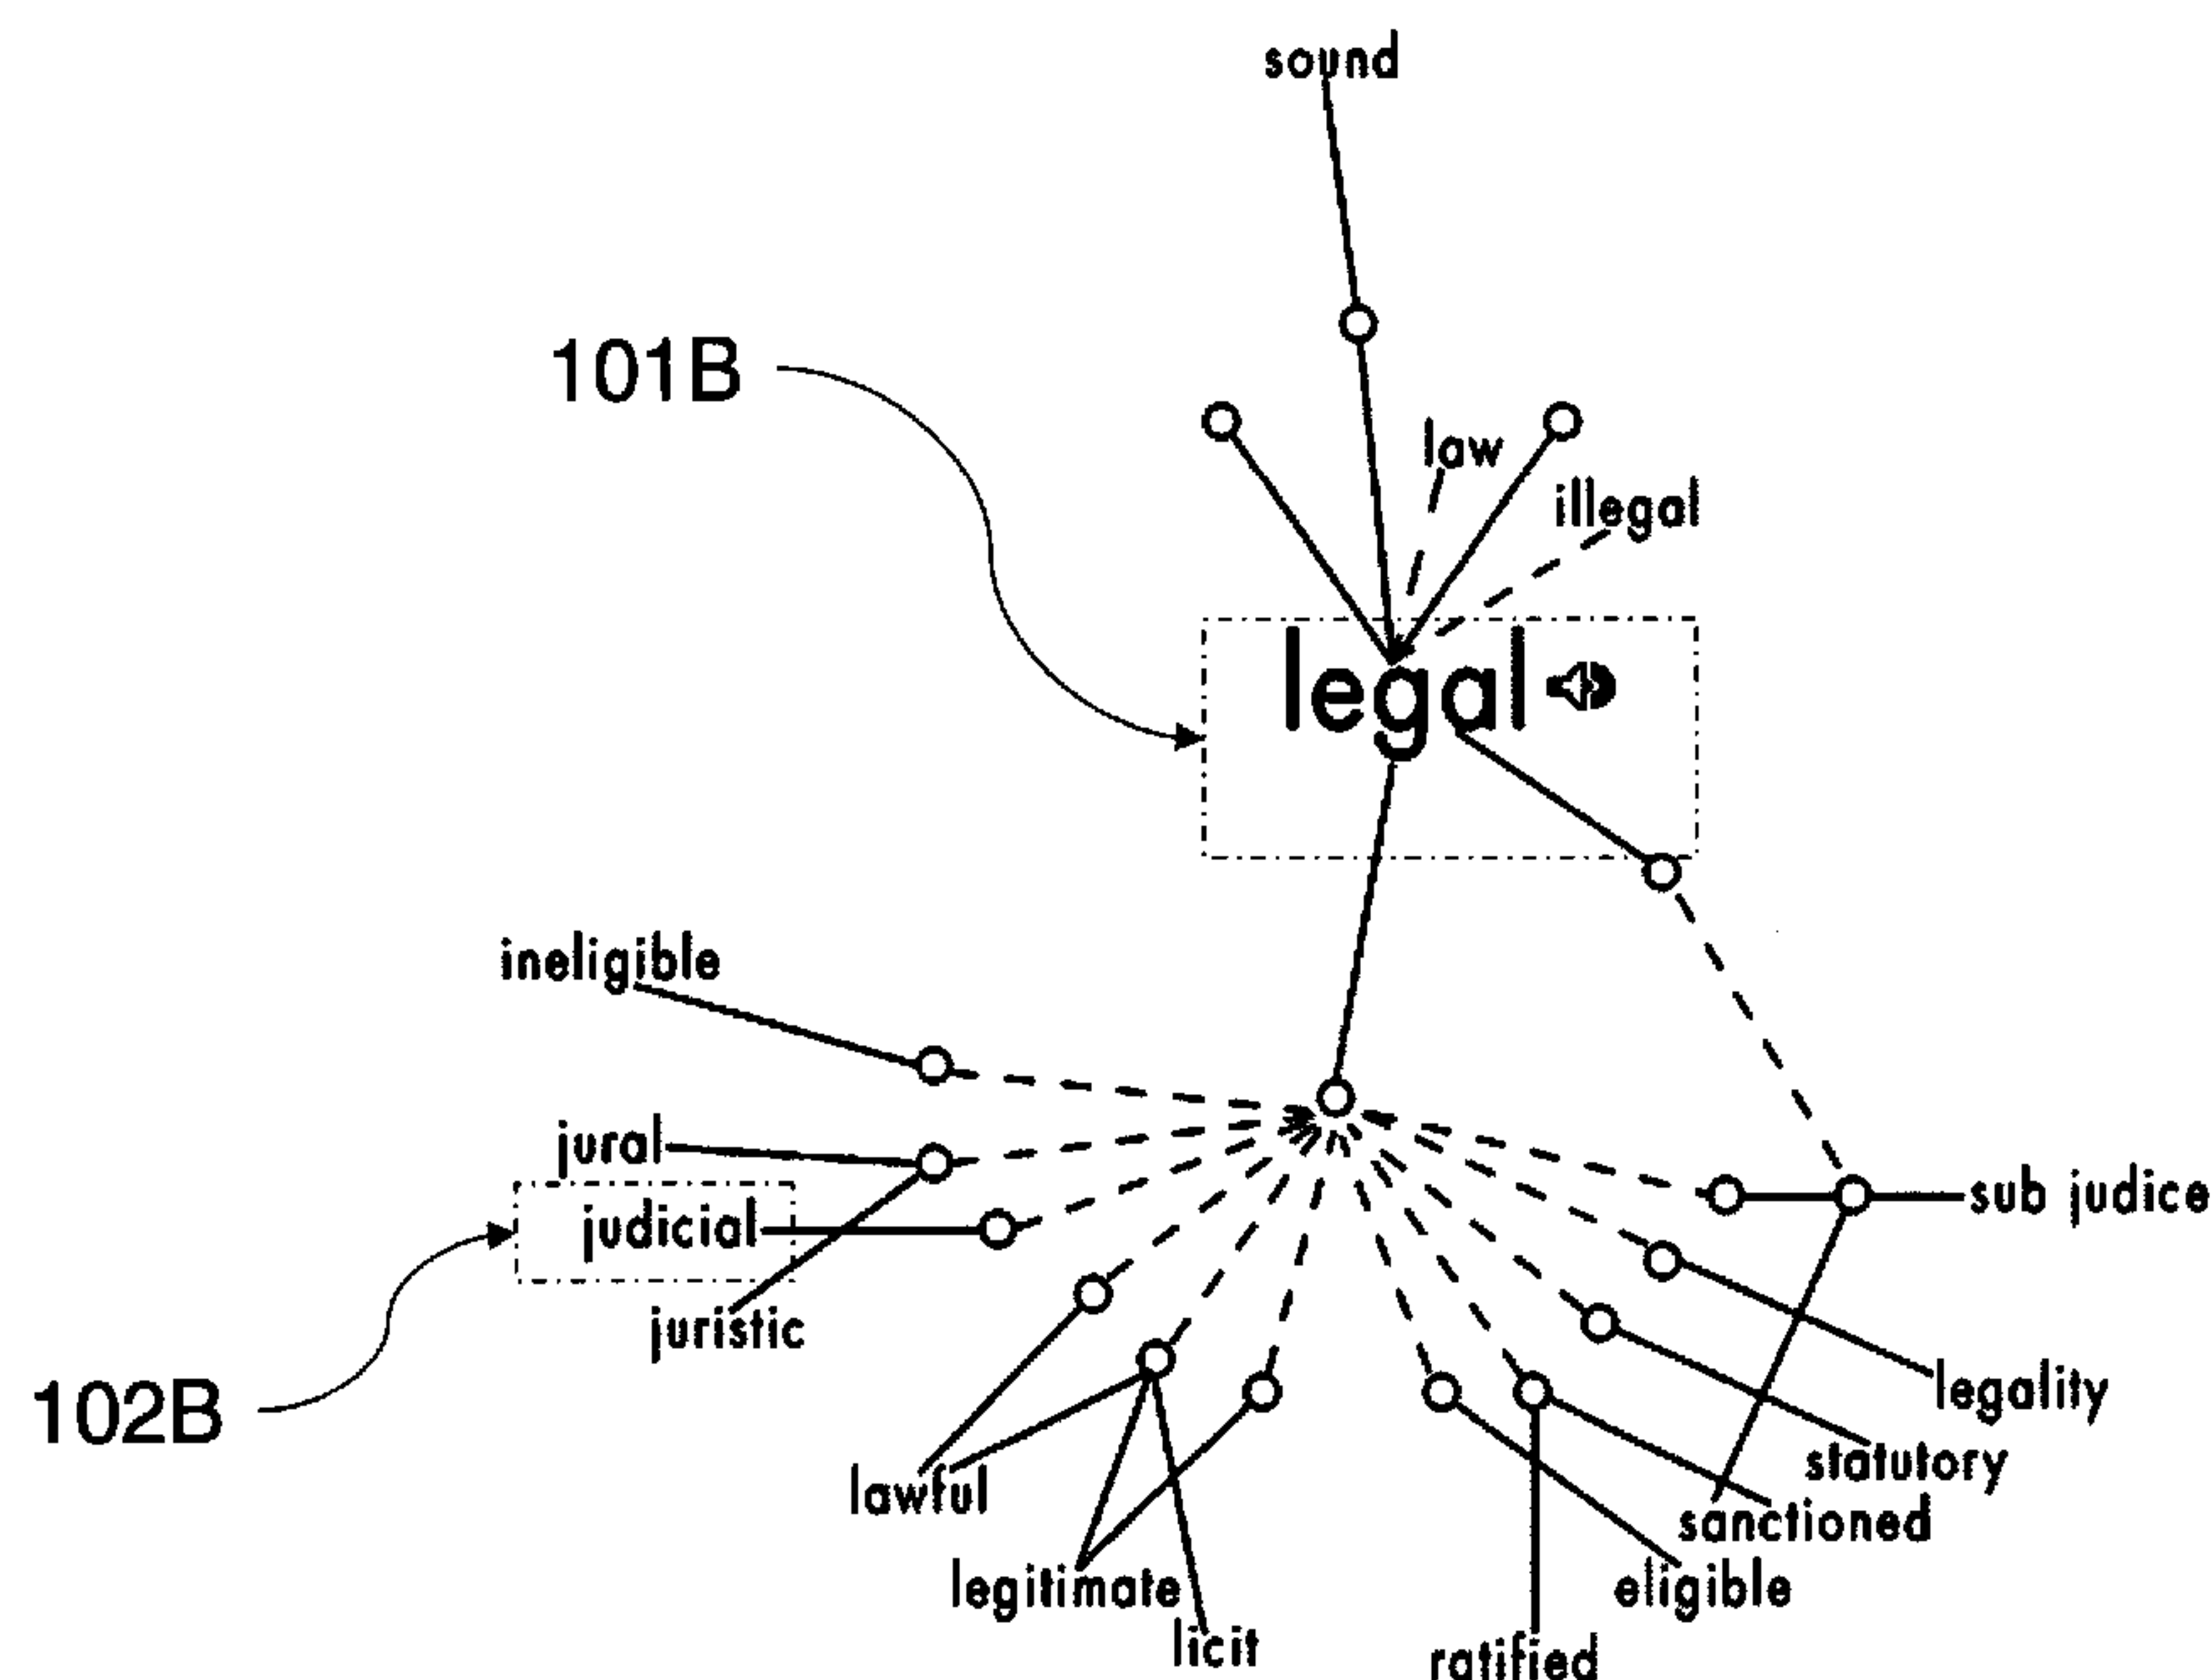 sound
101B
law
illegal
legal
ineligible
jural
judicial
sub judice
juristic
102B
legality
statutory
lawful
sanctioned
legitimate
eligible
licit
ratified